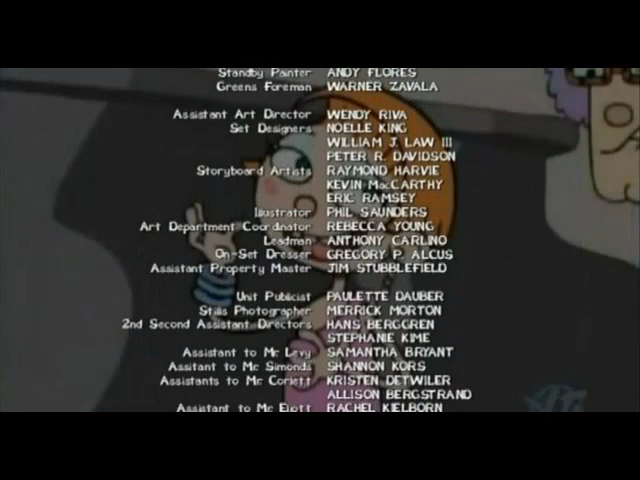 Standby Painter ANDY FLORES
Greens Foreman WARNER ZAVALA
Assistant Art Director WENDY RIVA
Set Designers NOELLE KING
WILLIAM J. LAW III
PETER R. DAVIDSON
Storyboard Artists RAYMOND HARVIE
KEVIN MacCARTHY
ERIC RAMSEY
Illustrator PHIL SAUNDERS
Art Department Coordinator REBECCA YOUNG
Leadman ANTHONY CARLINO
On-Set Dresser GREGORY P. ALCUS
Assistant Property Master JIM STUBBLEFIELD
Unit Publicist PAULETTE DAUBER
Stills Photographer MERRICK MORTON
2nd Second Assistant Directors HANS BERGGREN
STEPHANIE KIME
Assistant to Mr. Levy SAMANTHA BRYANT
Assitant to Mr. Simonds SHANNON KORS
Assistants to Mr. Corlett KRISTEN DETWILER
ALLISON BERGSTRAND
Assistant to Mr. Eliott RACHEL KIELBORN